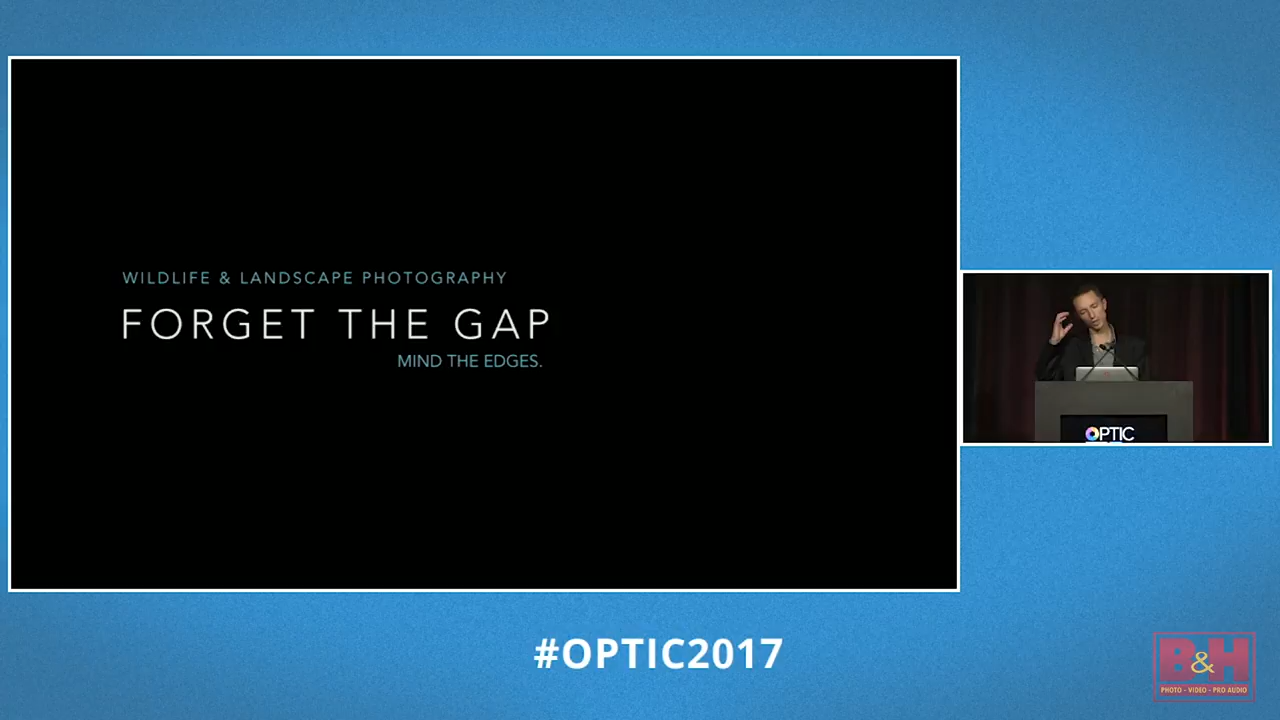 WILDLIFE & LANDSCAPE PHOTOGRAPHY
FORGET THE GAP
MIND THE EDGES.
OPTIC
#OPTIC2017
B&H
PHOTO - VIDEO - PRO AUDIO